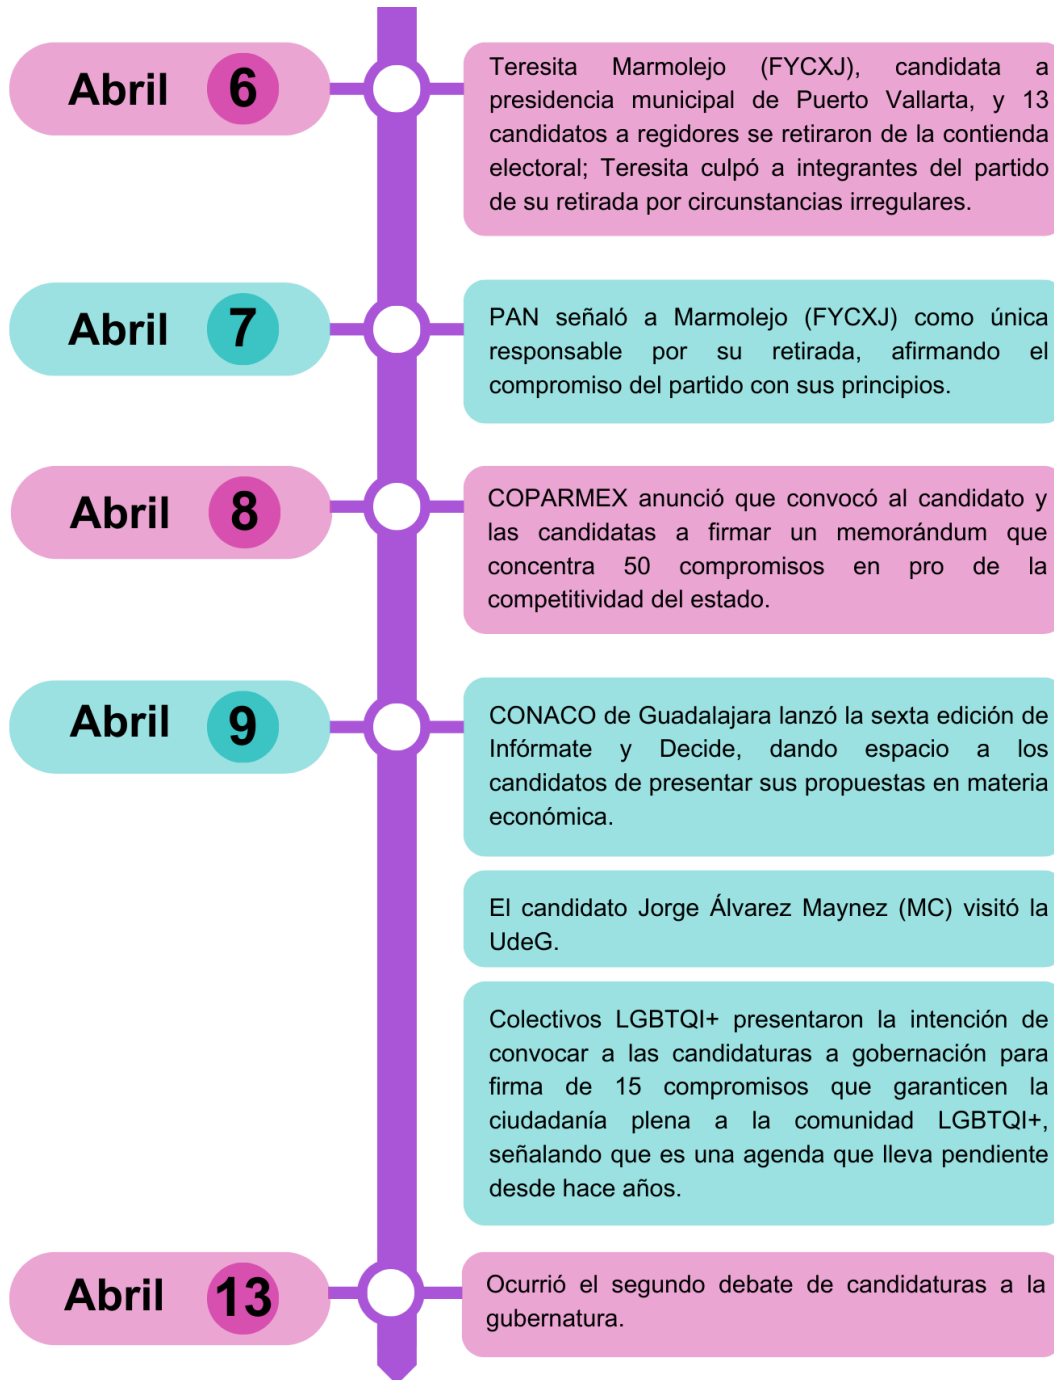 Abril 6
Teresita Marmolejo (FYCXJ), candidata a
presidencia municipal de Puerto Vallarta, y 13
candidatos a regidores se retiraron de la contienda
electoral; Teresita culpó a integrantes del partido
de su retirada por circunstancias irregulares.
Abril 7
PAN señaló a Marmolejo (FYCXJ) como única
responsable por su retirada, afirmando el
compromiso del partido con sus principios.
Abril 8
COPARMEX anunció que convocó al candidato y
las candidatas a firmar un memorándum que
concentra 50 compromisos en pro de la
competitividad del estado.
Abril 9
CONACO de Guadalajara lanzó la sexta edición de
Infórmate y Decide, dando espacio a los
candidatos de presentar sus propuestas en materia
económica.
El candidato Jorge Álvarez Maynez (MC) visitó la
UdeG.
Colectivos LGBTQI+ presentaron la intención de
convocar a las candidaturas a gobernación para
firma de 15 compromisos que garanticen la
ciudadanía plena a la comunidad LGBTQI+,
señalando que es una agenda que lleva pendiente
desde hace años.
Abril 13
Ocurrió el segundo debate de candidaturas a la
gubernatura.